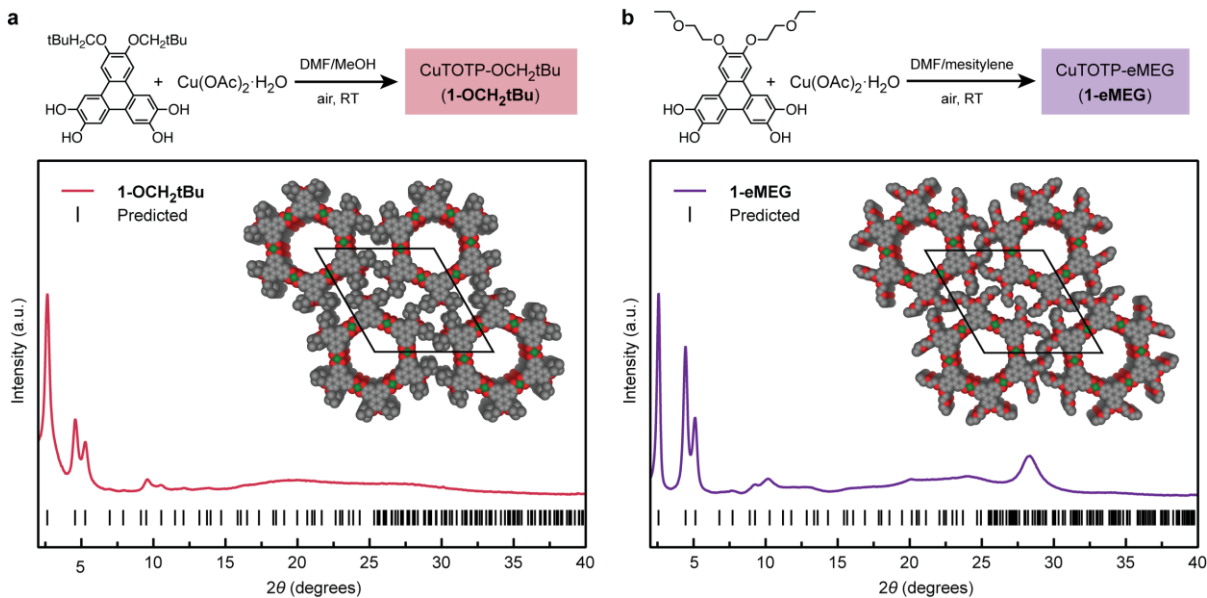 a
tBuH₂CO OCH₂tBu
HO
HO
OH
OH
+ Cu(OAc)₂·H₂O
DMF/MeOH
air, RT
CuTOTP-OCH₂tBu
(1-OCH₂tBu)
1-OCH₂tBu
Predicted
Intensity (a.u.)
5 10 15 20 25 30 35 40
2θ (degrees)
b
O O
O O
HO
HO
OH
OH
+ Cu(OAc)₂·H₂O
DMF/mesitylene
air, RT
CuTOTP-eMEG
(1-eMEG)
1-eMEG
Predicted
Intensity (a.u.)
5 10 15 20 25 30 35 40
2θ (degrees)